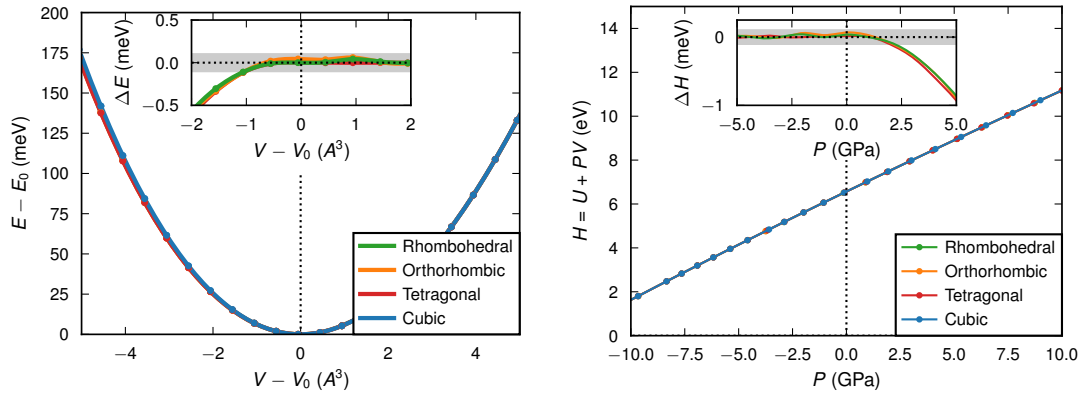 200
175
150
125
100
75
50
25
0
E − E₀ (meV)
−4
−2
0
2
4
V − V₀ (A³)
0.5
0.0
−0.5
ΔE (meV)
−2
−1
0
1
2
V − V₀ (A³)
Rhombohedral
Orthorhombic
Tetragonal
Cubic
14
12
10
8
6
4
2
0
H = U + PV (eV)
−10.0
−7.5
−5.0
−2.5
0.0
2.5
5.0
7.5
10.0
P (GPa)
0
−1
ΔH (meV)
−5.0
−2.5
0.0
2.5
5.0
P (GPa)
Rhombohedral
Orthorhombic
Tetragonal
Cubic